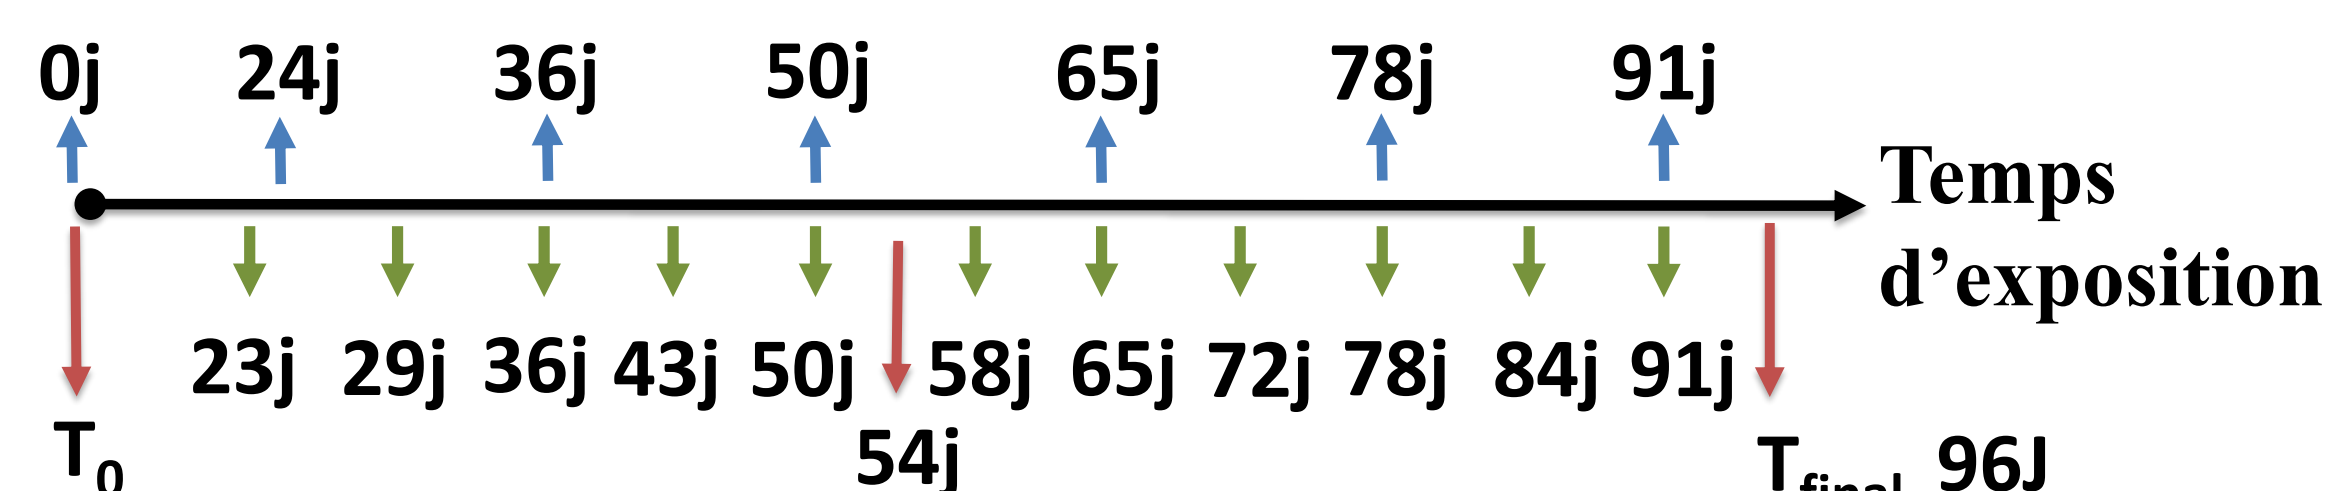 0j 24j 36j 50j 65j 78j 91j
Temps
d’exposition
23j 29j 36j 43j 50j 58j 65j 72j 78j 84j 91j
T0 54j Tfinal 96J